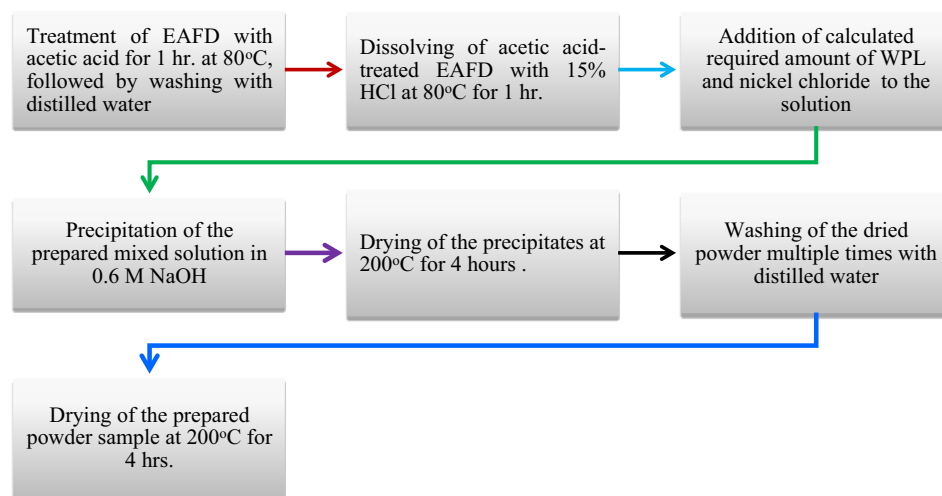 Treatment of EAFD with
acetic acid for 1 hr. at 80°C,
followed by washing with
distilled water
Dissolving of acetic acid-
treated EAFD with 15%
HCl at 80°C for 1 hr.
Addition of calculated
required amount of WPL
and nickel chloride to the
solution
Precipitation of the
prepared mixed solution in
0.6 M NaOH
Drying of the precipitates at
200°C for 4 hours .
Washing of the dried
powder multiple times with
distilled water
Drying of the prepared
powder sample at 200°C for
4 hrs.